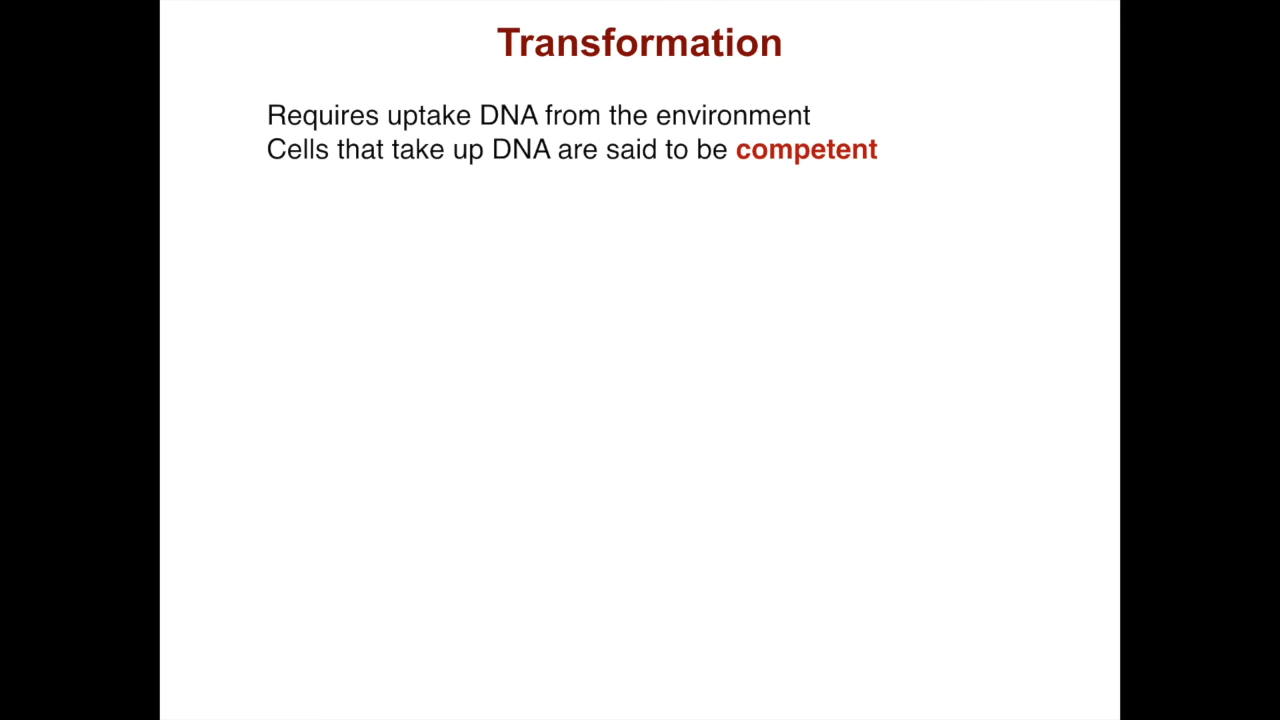 Transformation
Requires uptake DNA from the environment
Cells that take up DNA are said to be competent